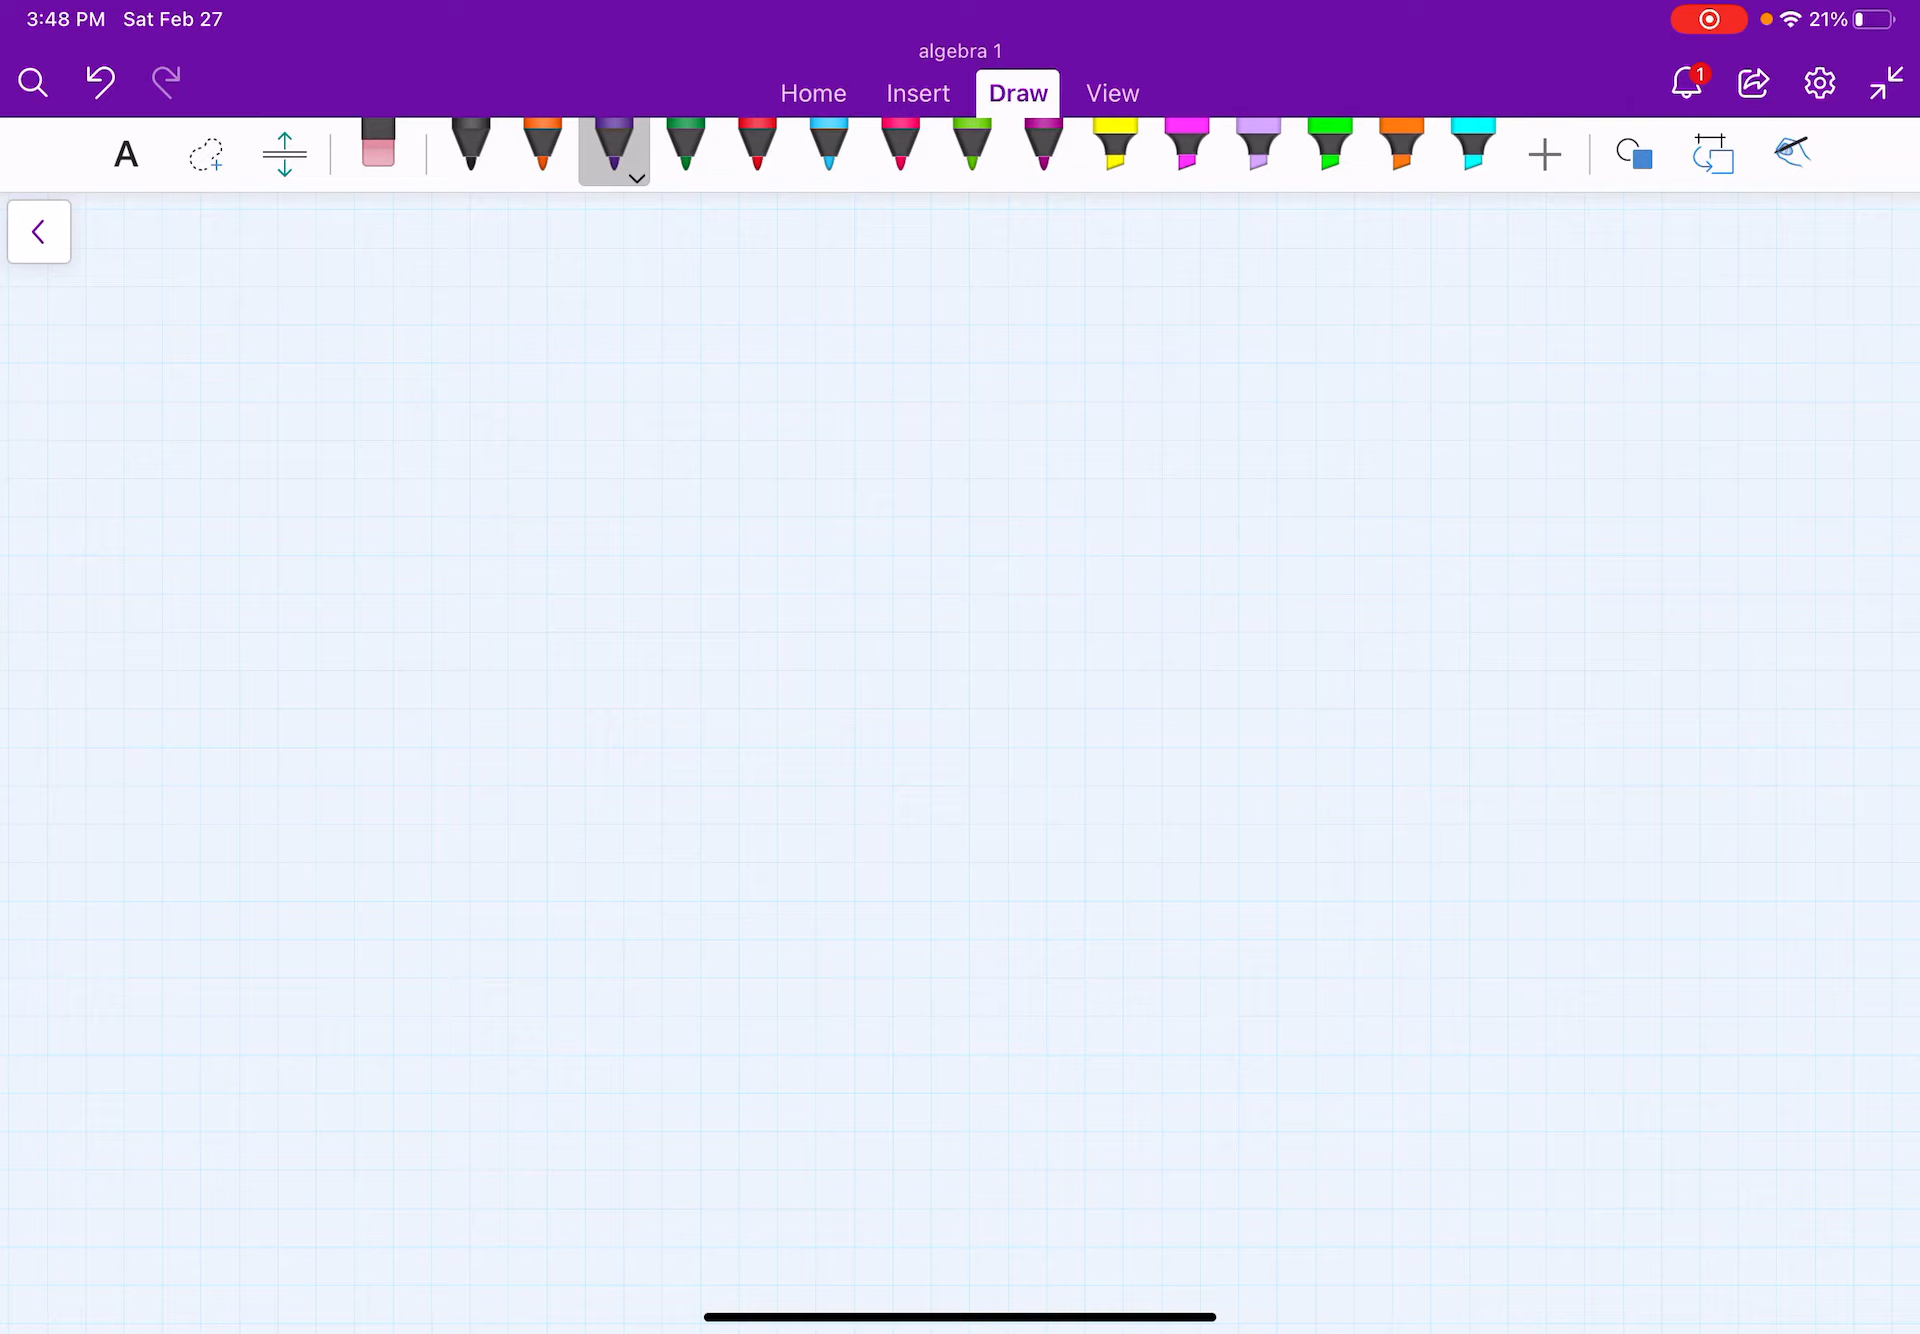 3:48 PM Sat Feb 27
21%
algebra 1
Home Insert Draw View
1
A